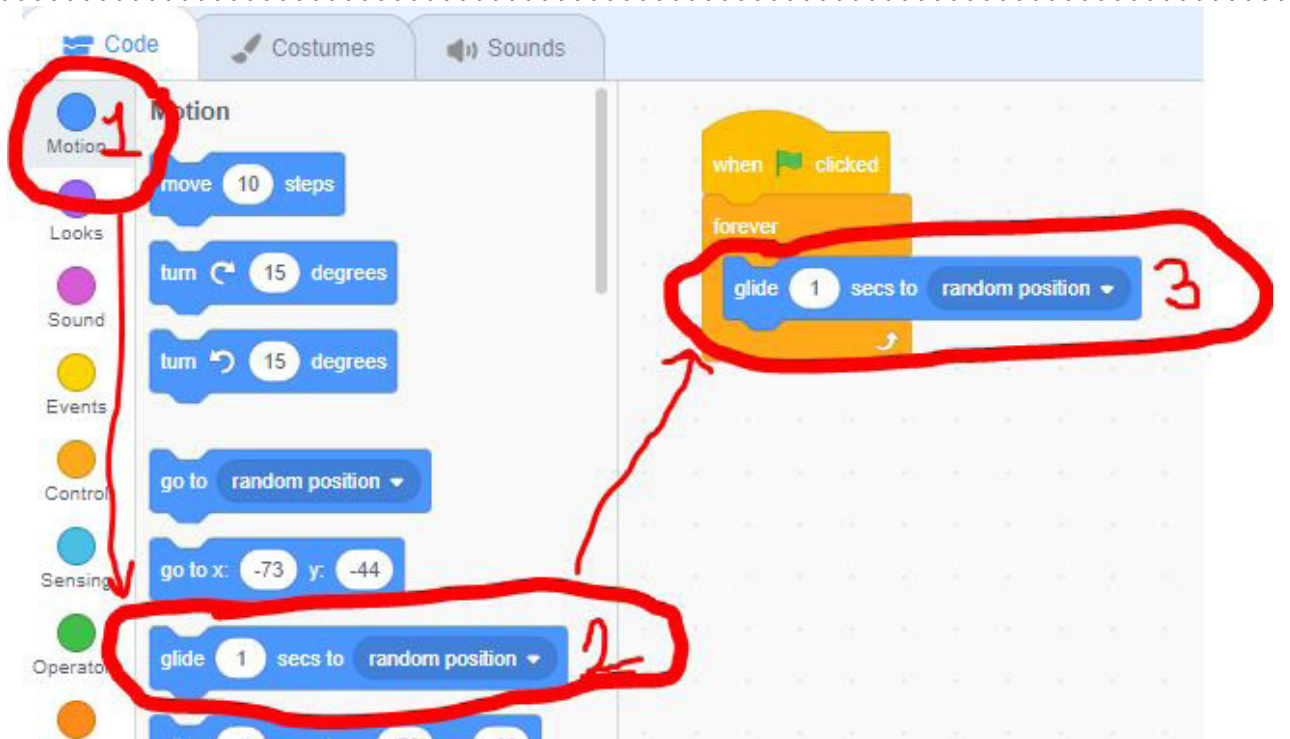 Code
Costumes
Sounds
1
Motion
Looks
Sound
Events
Control
Sensing
Operators
Motion
move 10 steps
turn 15 degrees
turn 15 degrees
go to random position
go to x: -73 y: -44
glide 1 secs to random position
2
when clicked
forever
glide 1 secs to random position
3